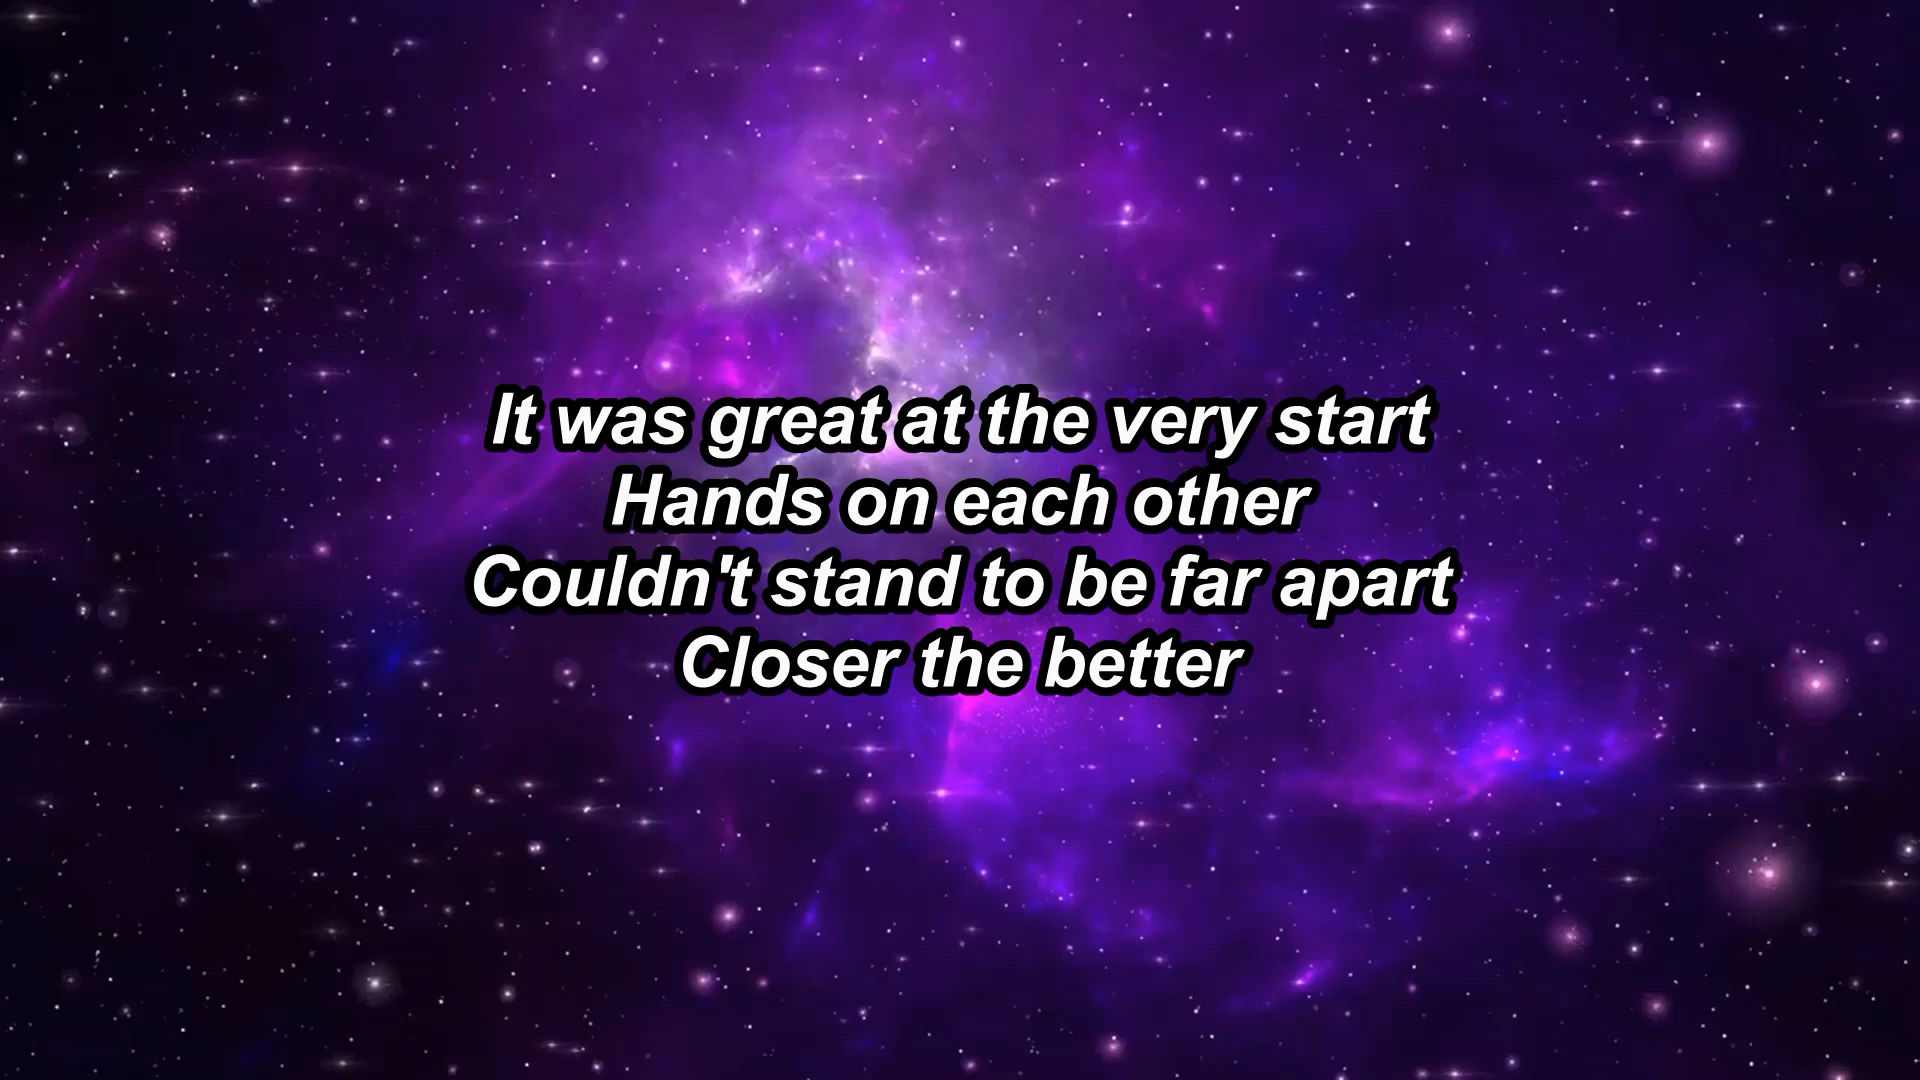 It was great at the very start
Hands on each other
Couldn't stand to be far apart
Closer the better